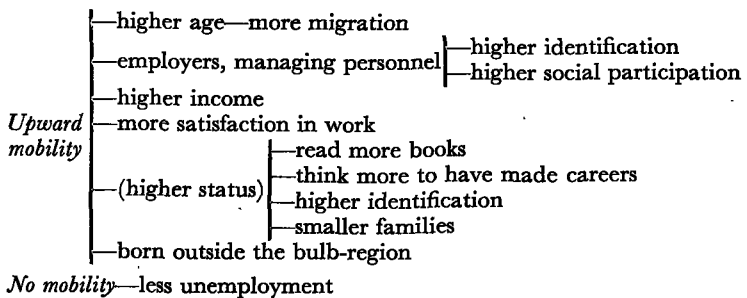 higher age—more migration
higher identification
employers, managing personnel
higher social participation
higher income
Upward
more satisfaction in work
mobility
read more books
think more to have made careers
(higher status)
higher identification
smaller families
born outside the bulb-region
No mobility—less unemployment